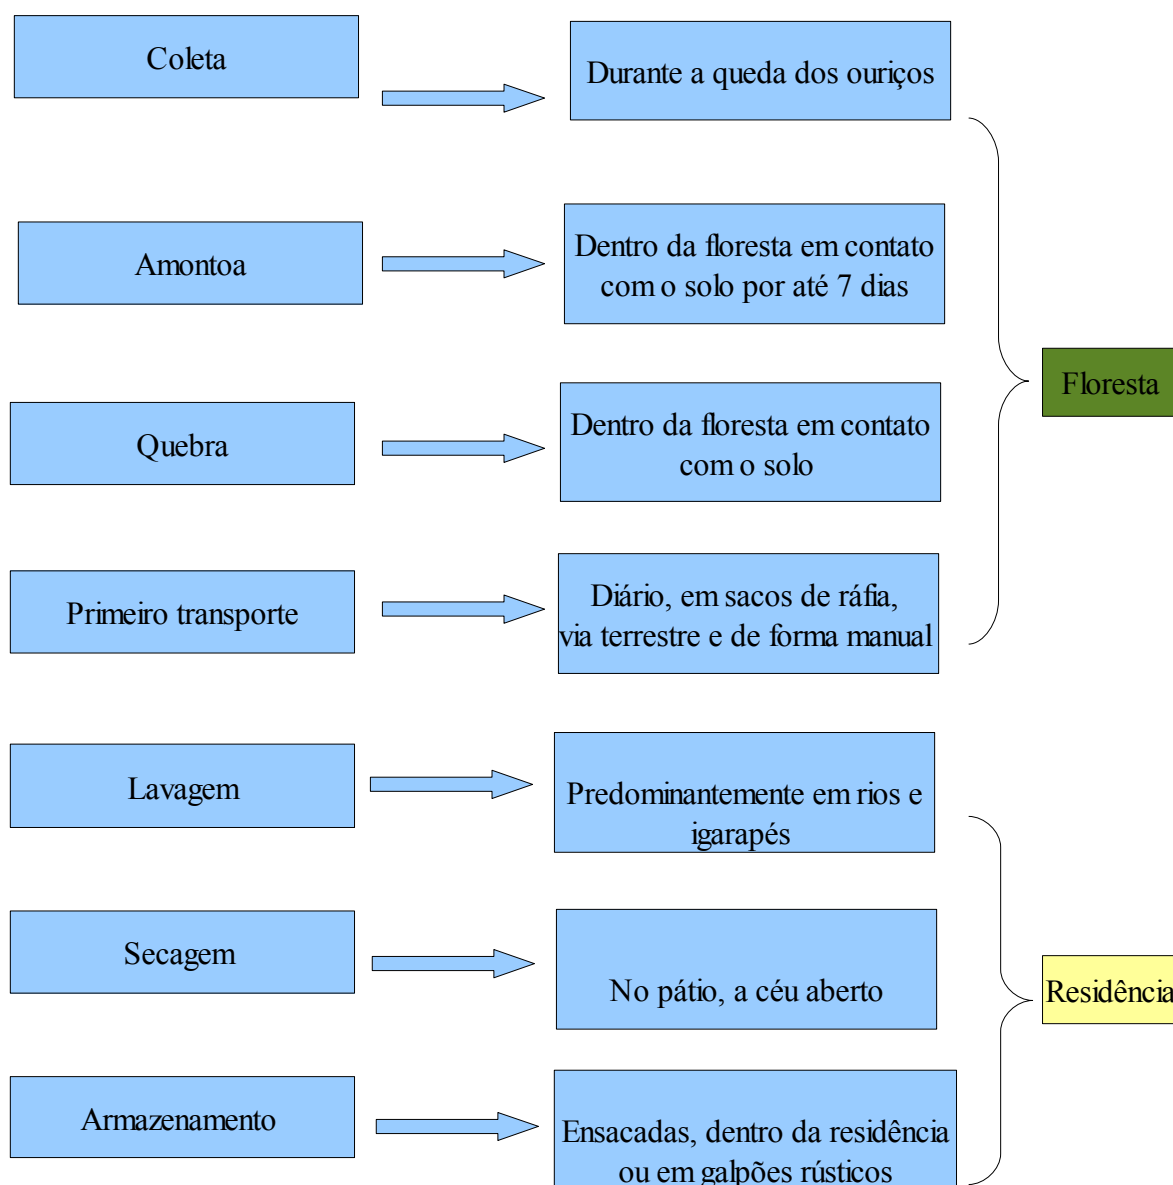 Coleta
Durante a queda dos ouriços
Amontoa
Dentro da floresta em contato
com o solo por até 7 dias
Floresta
Quebra
Dentro da floresta em contato
com o solo
Primeiro transporte
Diário, em sacos de ráfia,
via terrestre e de forma manual
Lavagem
Predominantemente em rios e
igarapés
Secagem
No pátio, a céu aberto
Residência
Armazenamento
Ensacadas, dentro da residência
ou em galpões rústicos